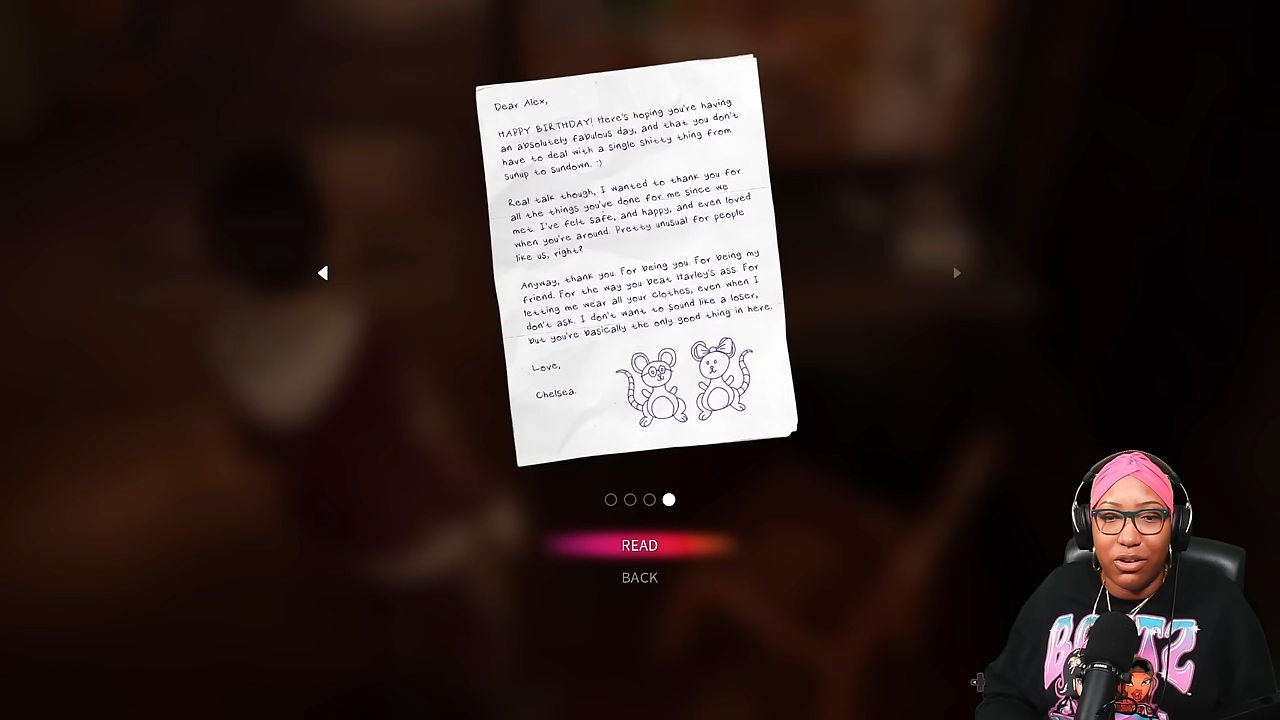 Dear Alex,
HAPPY BIRTHDAY! Here's hoping you're having
an absolutely fabulous day, and that you don't
have to deal with a single shitty thing from
sunup to sundown. :)
Real talk though, I wanted to thank you for
all the things you've done for me since we
met. I've felt safe, and happy, and even loved
when you're around. Pretty unusual for people
like us, right?
Anyway, thank you. For being you. For being my
friend. For the way you beat Harley's ass. For
letting me wear all your clothes, even when I
don't ask. I don't want to sound like a loser,
but you're basically the only good thing in here.
Love,
Chelsea.
READ
BACK